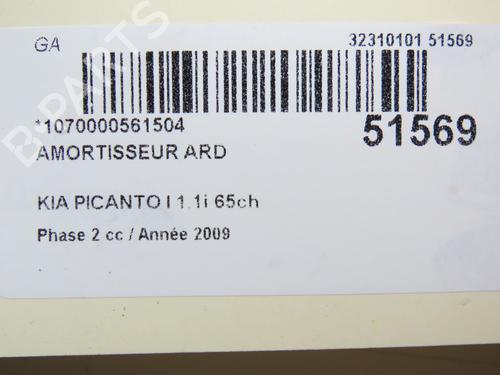 GA
32310101 51569
*1070000561504
51569
AMORTISSEUR ARD
KIA PICANTO I 1.1i 65ch
Phase 2 cc / Année 2009
B-PARTS